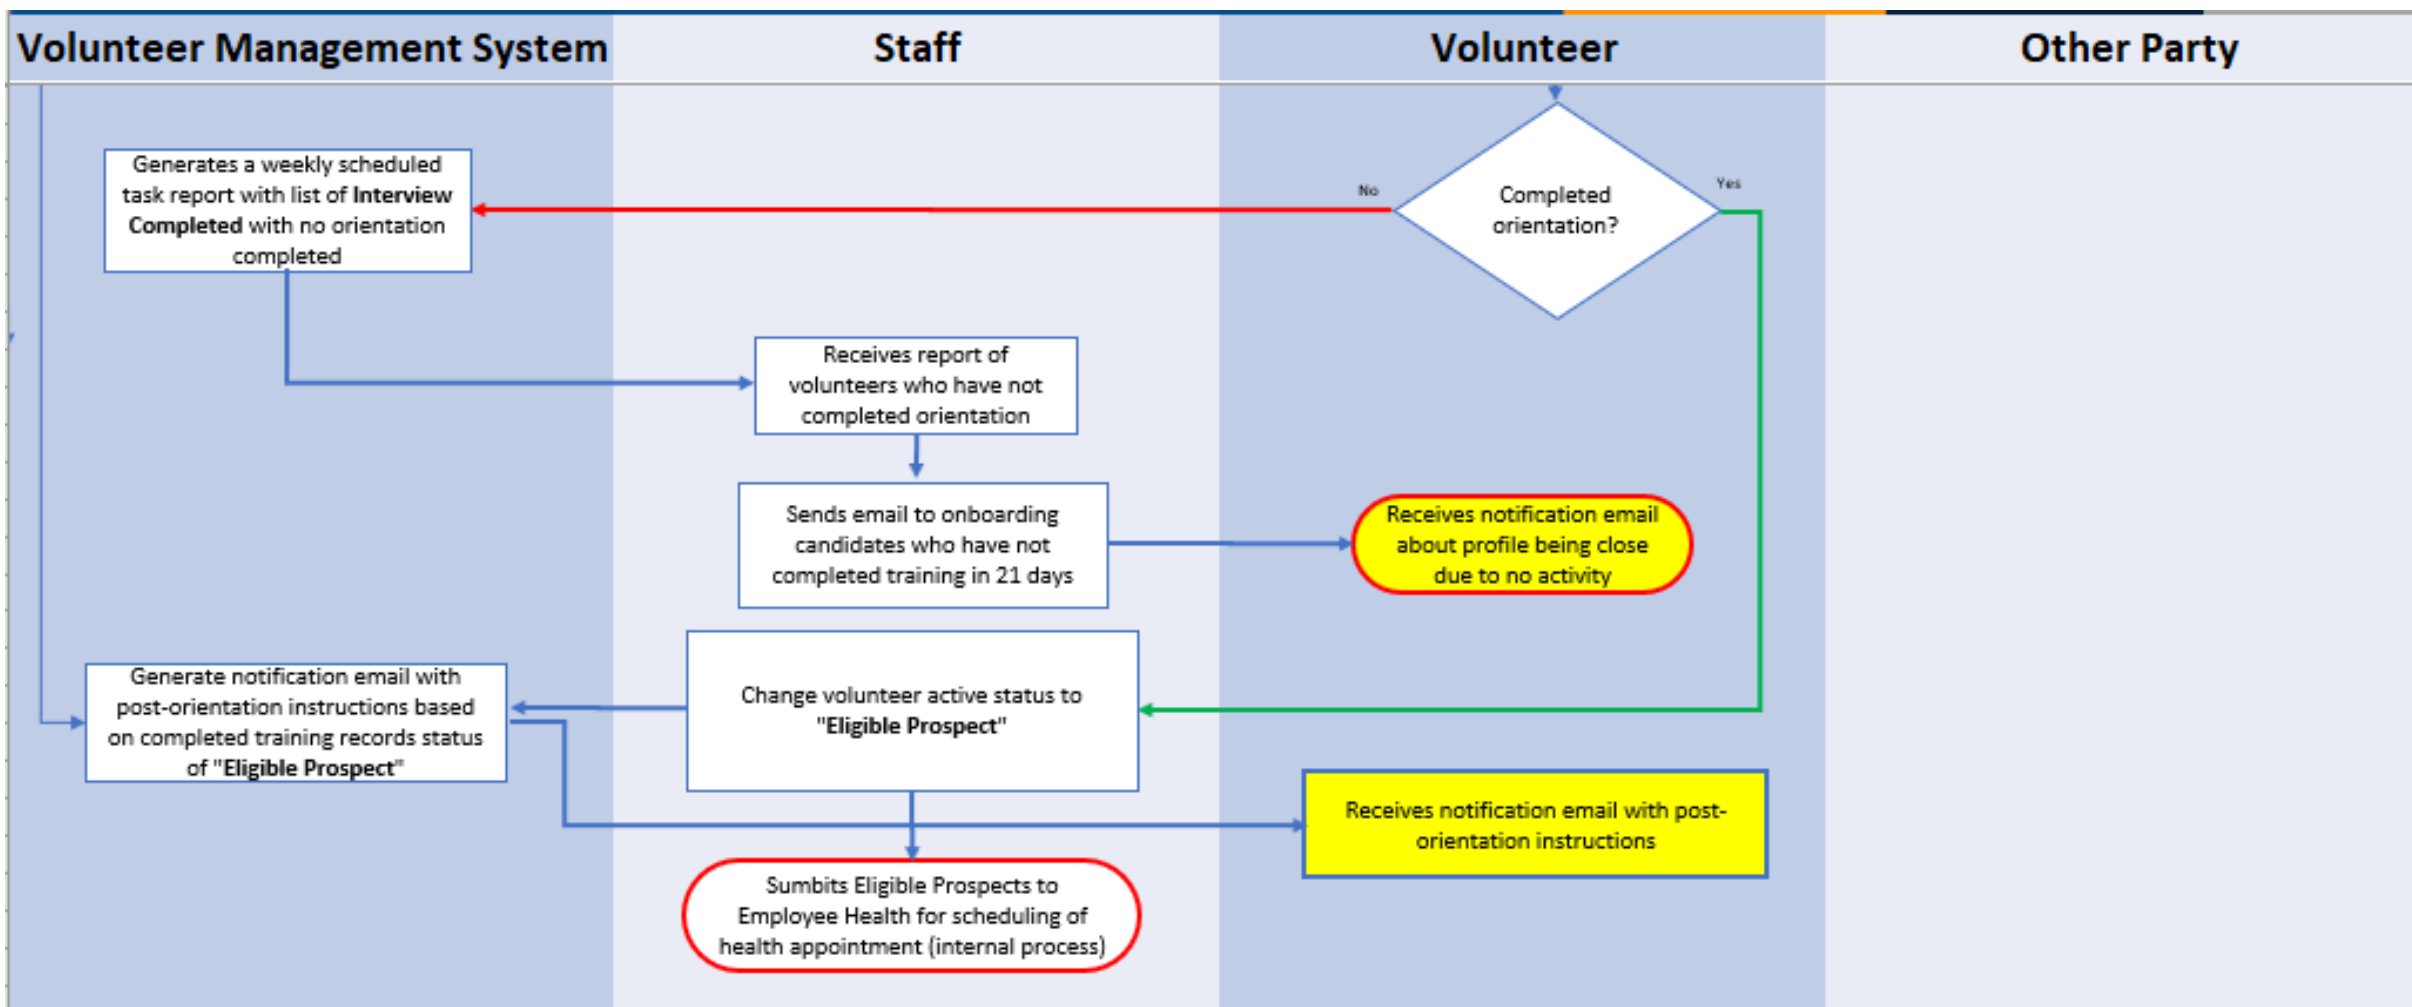 Volunteer Management System
Staff
Volunteer
Other Party
Generates a weekly scheduled
task report with list of Interview
Completed with no orientation
completed
No
Completed
orientation?
Yes
Receives report of
volunteers who have not
completed orientation
Sends email to onboarding
candidates who have not
completed training in 21 days
Receives notification email
about profile being close
due to no activity
Generate notification email with
post-orientation instructions based
on completed training records status
of "Eligible Prospect"
Change volunteer active status to
"Eligible Prospect"
Receives notification email with post-
orientation instructions
Sumbits Eligible Prospects to
Employee Health for scheduling of
health appointment (internal process)